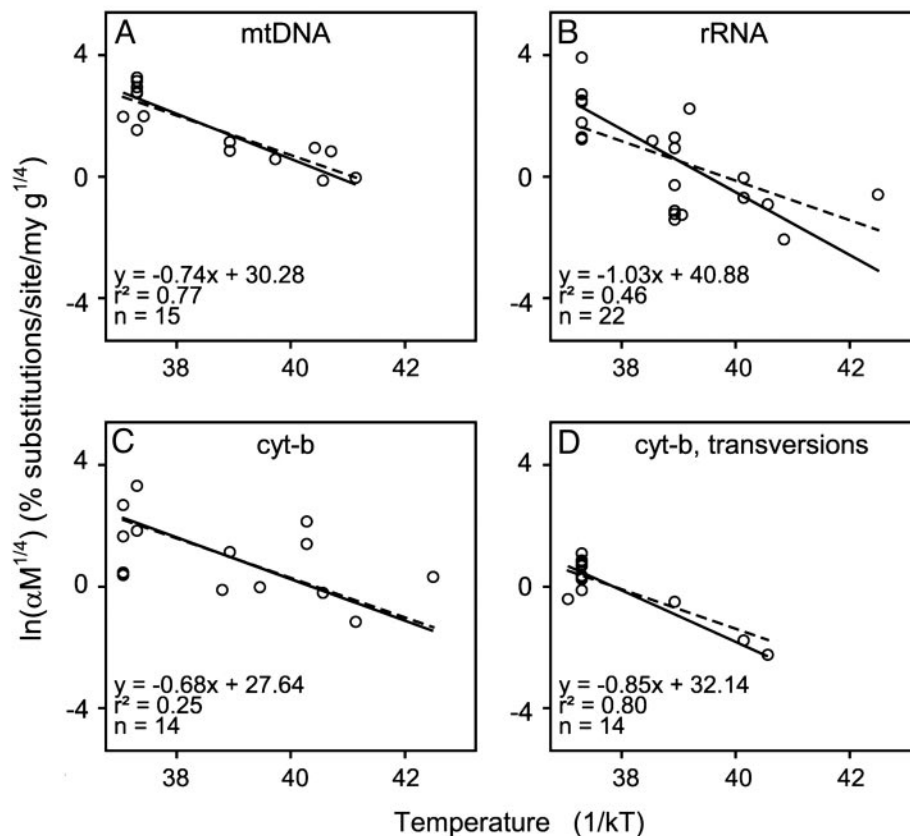 A
mtDNA
4
0
-4
y = -0.74x + 30.28
r² = 0.77
n = 15
38 40 42
B
rRNA
4
0
-4
y = -1.03x + 40.88
r² = 0.46
n = 22
38 40 42
C
cyt-b
4
0
-4
y = -0.68x + 27.64
r² = 0.25
n = 14
38 40 42
D
cyt-b, transversions
4
0
-4
y = -0.85x + 32.14
r² = 0.80
n = 14
38 40 42
ln(αM^1/4) (% substitutions/site/my g^1/4)
Temperature (1/kT)